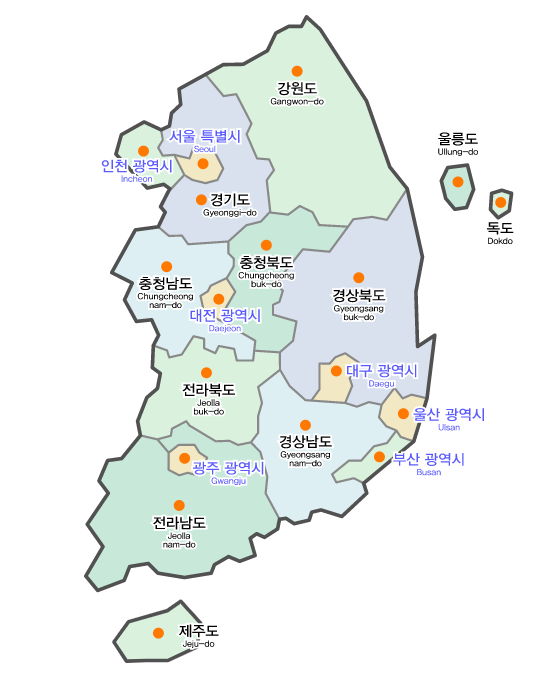 강원도
Gangwon-do
서울 특별시
Seoul
인천 광역시
Incheon
울릉도
Ullung-do
독도
Dokdo
경기도
Gyeonggi-do
충청북도
Chungcheong
buk-do
충청남도
Chungcheong
nam-do
경상북도
Gyeongsang
buk-do
대전 광역시
Daejeon
대구 광역시
Daegu
전라북도
Jeolla
buk-do
울산 광역시
Ulsan
경상남도
Gyeongsang
nam-do
부산 광역시
Busan
광주 광역시
Gwangju
전라남도
Jeolla
nam-do
제주도
Jeju-do